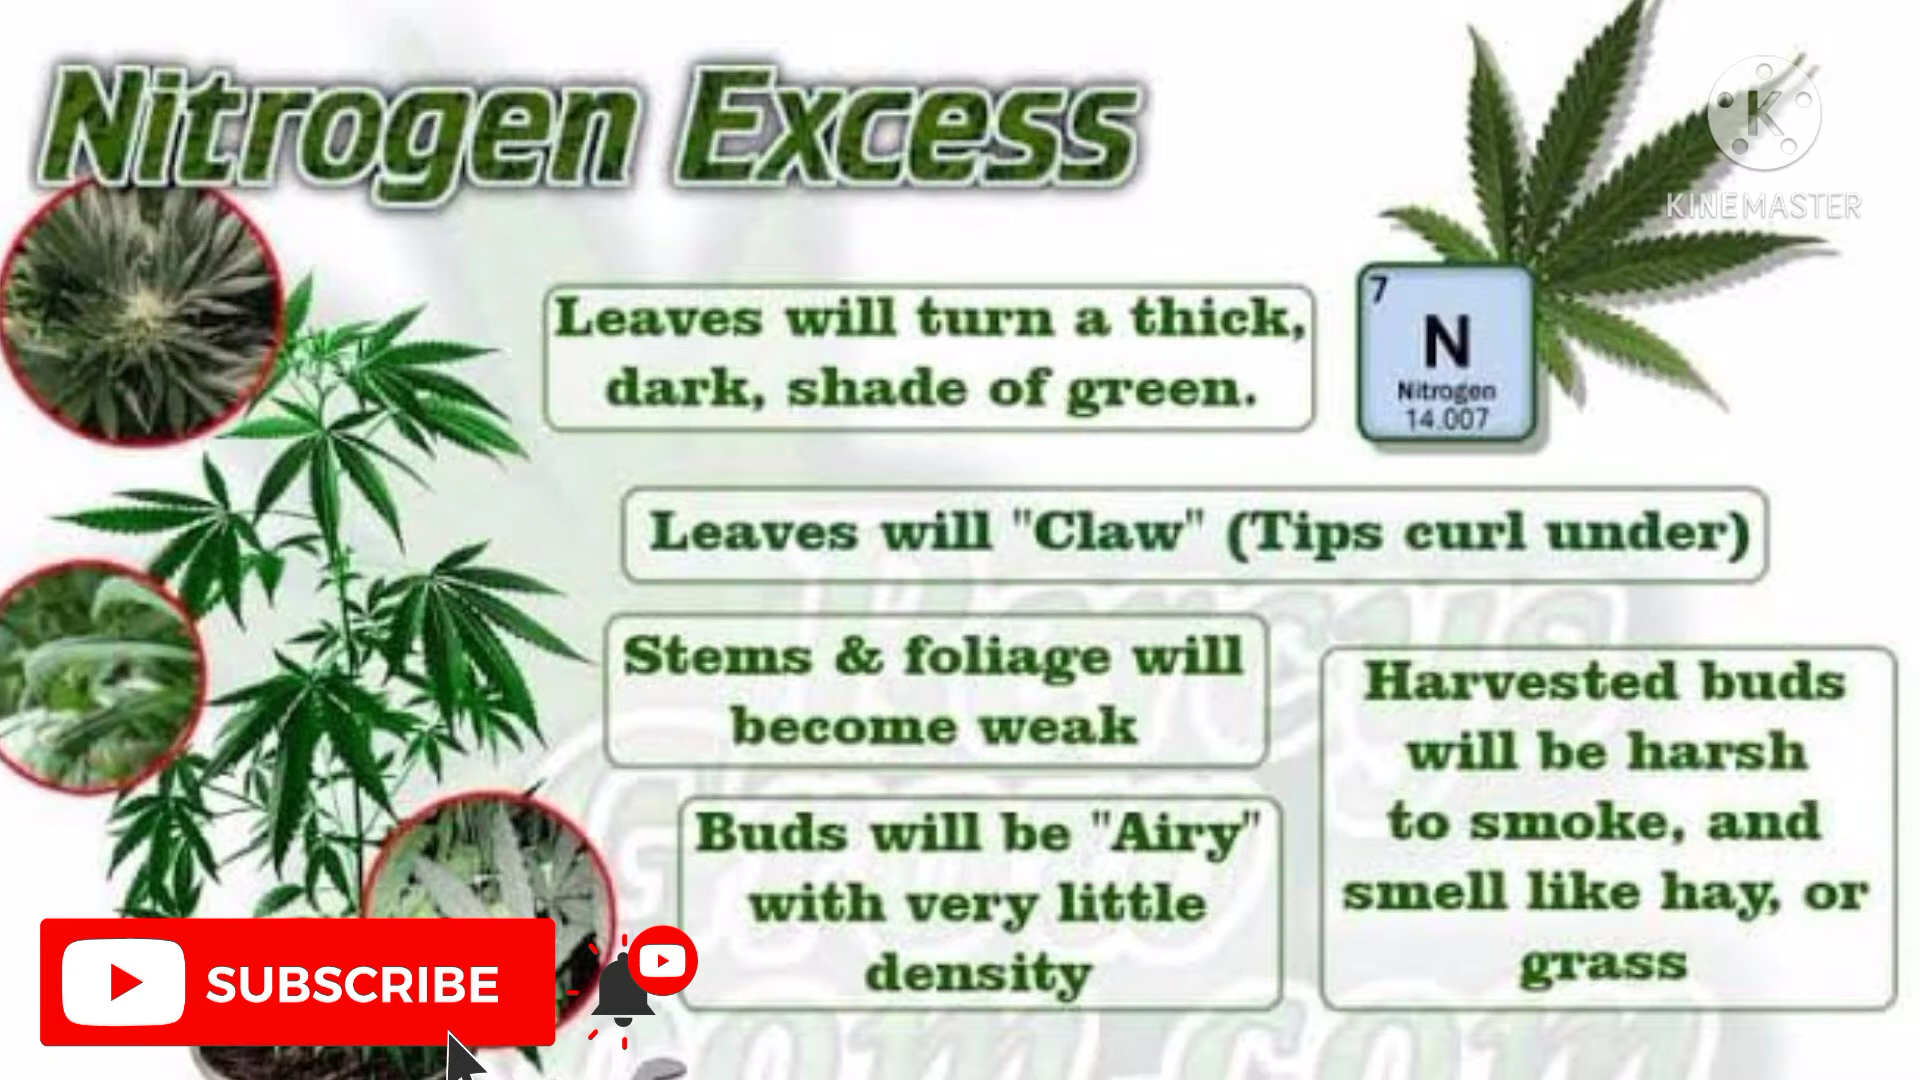 Nitrogen Excess
K
KINEMASTER
Leaves will turn a thick,
dark, shade of green.
7
N
Nitrogen
14.007
Leaves will "Claw" (Tips curl under)
Stems & foliage will
become weak
Harvested buds
will be harsh
to smoke, and
smell like hay, or
grass
Buds will be "Airy"
with very little
density
SUBSCRIBE